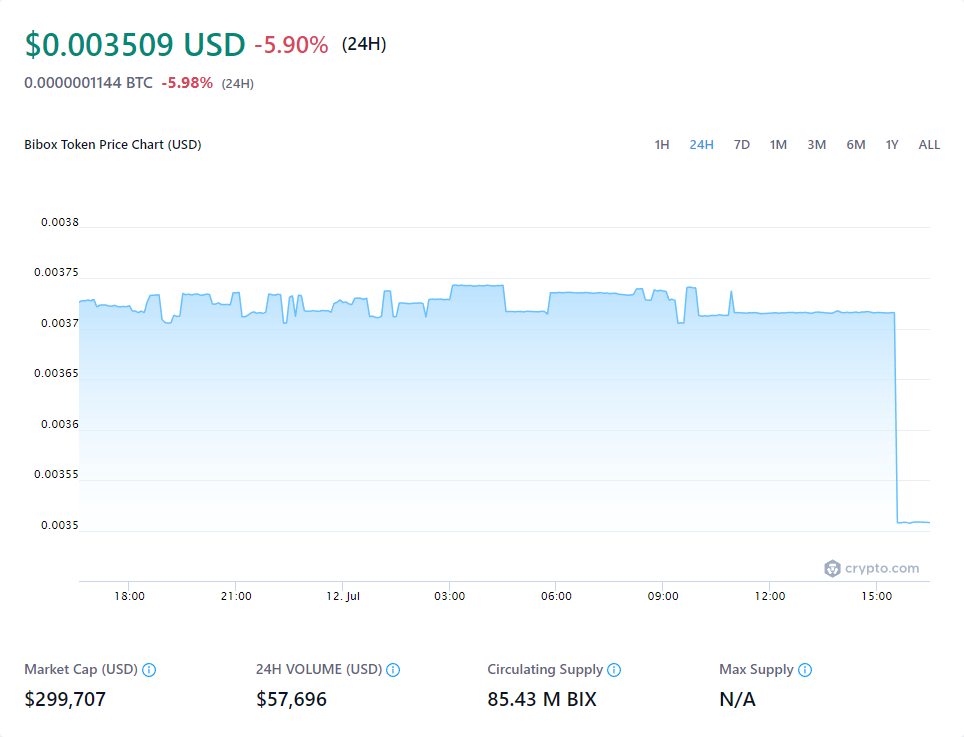 $0.003509 USD -5.90% (24H)
0.0000001144 BTC -5.98% (24H)
Bibox Token Price Chart (USD) 1H 24H 7D 1M 3M 6M 1Y ALL
0.0038
0.00375
0.0037
0.00365
0.0036
0.00355
0.0035
crypto.com
18:00 21:00 12. Jul 03:00 06:00 09:00 12:00 15:00
Market Cap (USD) 24H VOLUME (USD) Circulating Supply Max Supply
$299,707 $57,696 85.43 M BIX N/A